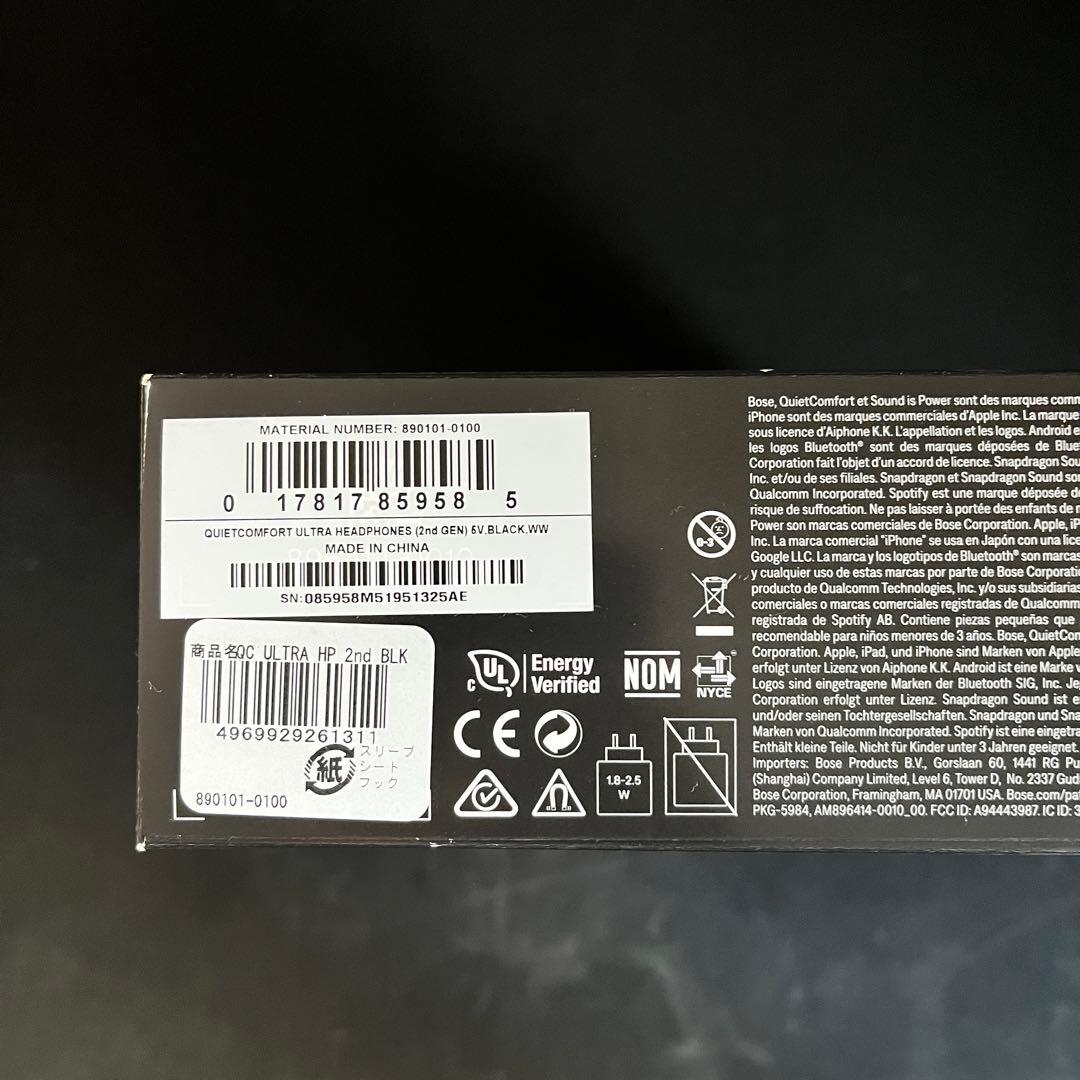 MATERIAL NUMBER: 890101-0100
0 17817 85958 5
QUIETCOMFORT ULTRA HEADPHONES (2nd GEN) 5V,BLACK,WW
MADE IN CHINA
SN:085958M51951325AE
商品名QC ULTRA HP 2nd BLK
4969929261311
紙
スリーブ
シート
フック
890101-0100
0-3
c UL Energy
Verified
NOM
NYCE
CE
1.8-2.5
W
Bose, QuietComfort et Sound is Power sont des marques comm
iPhone sont des marques commerciales d'Apple Inc. La marque
sous licence d'Aiphone K.K. L'appellation et les logos. Android e
les logos Bluetooth® sont des marques déposées de Blue
Corporation fait l'objet d'un accord de licence. Snapdragon Sou
Inc. et/ou de ses filiales. Snapdragon et Snapdragon Sound so
Qualcomm Incorporated. Spotify est une marque déposée d
risque de suffocation. Ne pas laisser à portée des enfants de m
Power son marcas comerciales de Bose Corporation. Apple, iP
Inc. La marca comercial "iPhone" se usa en Japón con una lice
Google LLC. La marca y los logotipos de Bluetooth® son marcas
y cualquier uso de estas marcas por parte de Bose Corporatio
producto de Qualcomm Technologies, Inc. y/o sus subsidiarias
comerciales o marcas comerciales registradas de Qualcomm
registrada de Spotify AB. Contiene piezas pequeñas que
recomendable para niños menores de 3 años. Bose, QuietCom
Corporation. Apple, iPad, und iPhone sind Marken von Apple
erfolgt unter Lizenz von Aiphone K.K. Android ist eine Marke v
Logos sind eingetragene Marken der Bluetooth SIG, Inc. Je
Corporation erfolgt unter Lizenz. Snapdragon Sound ist e
und/oder seinen Tochtergesellschaften. Snapdragon und Sna
Marken von Qualcomm Incorporated. Spotify ist eine eingetra
Enthält kleine Teile. Nicht für Kinder unter 3 Jahren geeignet.
Importers: Bose Products B.V., Gorslaan 60, 1441 RG Pu
(Shanghai) Company Limited, Level 6, Tower D, No. 2337 Gud
Bose Corporation, Framingham, MA 01701 USA. Bose.com/pat
PKG-5984, AM896414-0010_00. FCC ID: A94443987. IC ID: 3